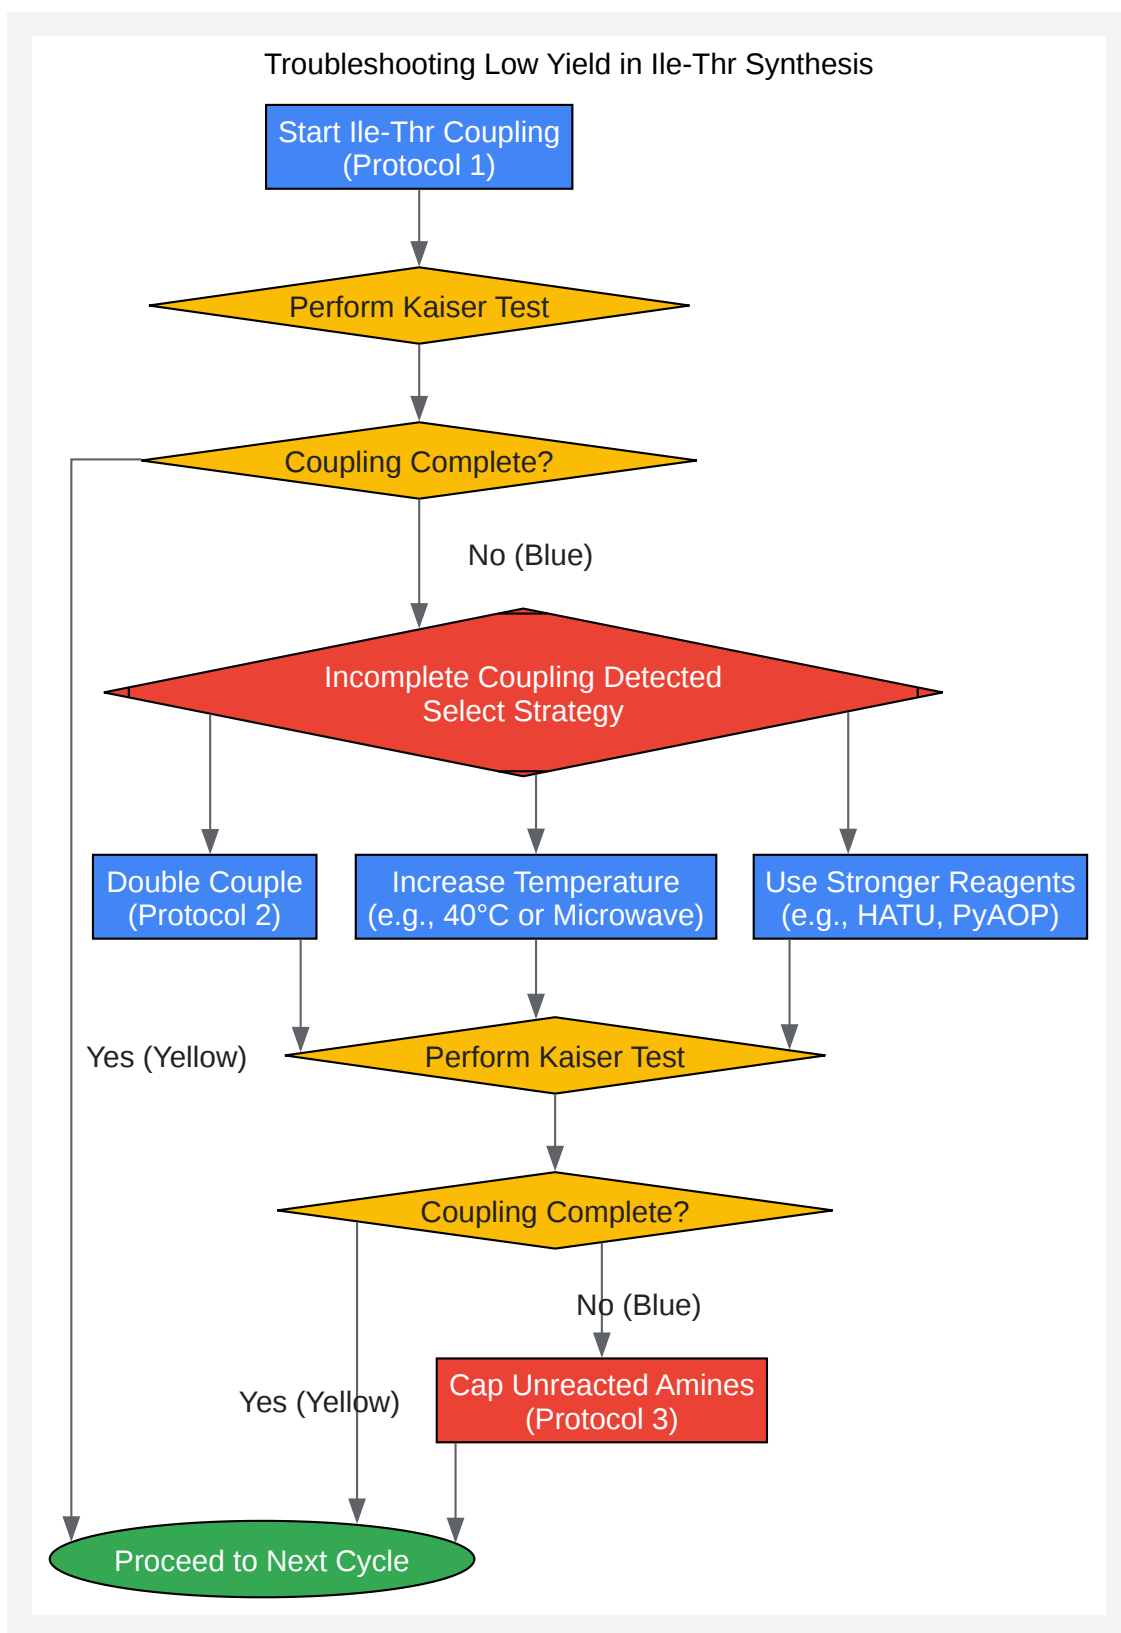 Troubleshooting Low Yield in Ile-Thr Synthesis
Start Ile-Thr Coupling
(Protocol 1)
Perform Kaiser Test
Coupling Complete?
No (Blue)
Incomplete Coupling Detected
Select Strategy
Double Couple
(Protocol 2)
Increase Temperature
(e.g., 40°C or Microwave)
Use Stronger Reagents
(e.g., HATU, PyAOP)
Yes (Yellow)
Perform Kaiser Test
Coupling Complete?
No (Blue)
Yes (Yellow)
Cap Unreacted Amines
(Protocol 3)
Proceed to Next Cycle